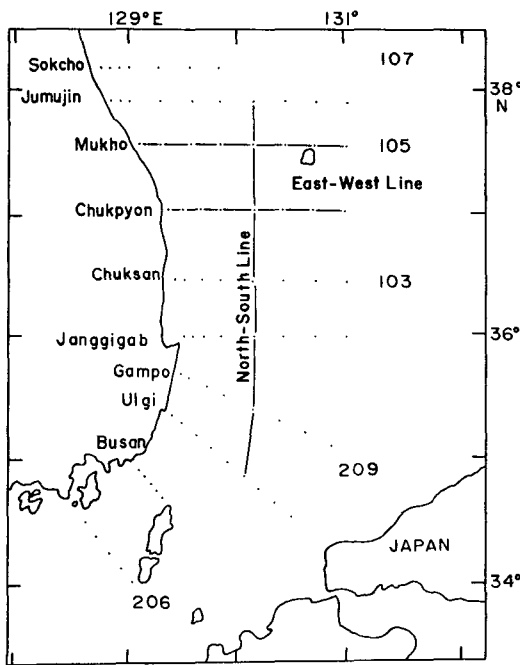 129°E 131°
Sokcho 107
Jumujin 38°
N
Mukho 105
East-West Line
Chukpyon
North-South Line
Chuksan 103
Janggigab 36°
Gampo
Ulgi
Busan
209
JAPAN
34°
206